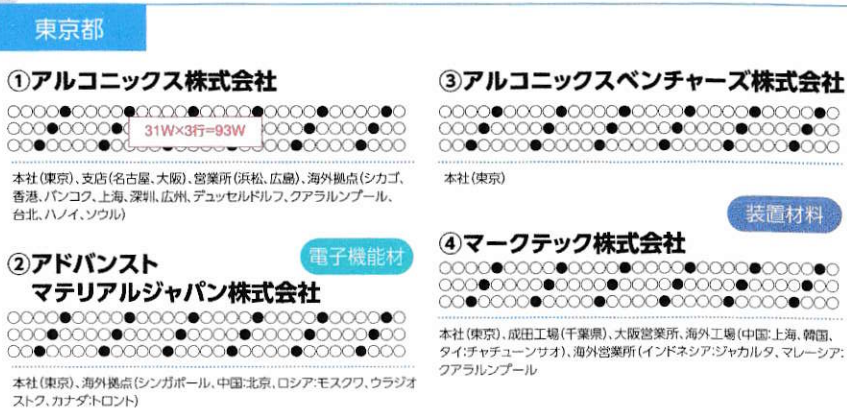 東京都
①アルコニックス株式会社
○○○○●○○○○●○○○○●○○○○●○○○○●○○○○●○
○○○●○○○○●
31W×3行=93W
○○●○○○○●
本社(東京)、支店(名古屋、大阪)、営業所(浜松、広島)、海外拠点(シカゴ、
香港、バンコク、上海、深圳、広州、デュッセルドルフ、クアラルンプール、
台北、ハノイ、ソウル)
②アドバンスト
マテリアルジャパン株式会社
電子機能材
○○○○●○○○○●○○○○●○○○○●○○○○●○○○○●○
○○○●○○○○●○○○○●○○○○●○○○○●○○○○●○○
○○●○○○○●○○○○●○○○○●○○○○●○○○○●○○○
本社(東京)、海外拠点(シンガポール、中国:北京、ロシア:モスクワ、ウラジオ
ストク、カナダ:トロント)
③アルコニックスベンチャーズ株式会社
○○○○●○○○○●○○○○●○○○○●○○○○●○○○○●○
○○○●○○○○●○○○○●○○○○●○○○○●○○○○●○○
○○●○○○○●○○○○●○○○○●○○○○●○○○○●○○○
本社(東京)
装置材料
④マークテック株式会社
○○○○●○○○○●○○○○●○○○○●○○○○●○○○○●○
○○○●○○○○●○○○○●○○○○●○○○○●○○○○●○○
○○●○○○○●○○○○●○○○○●○○○○●○○○○●○○○
本社(東京)、成田工場(千葉県)、大阪営業所、海外工場(中国:上海、韓国、
タイ:チャチューンサオ)、海外営業所(インドネシア:ジャカルタ、マレーシア:
クアラルンプール